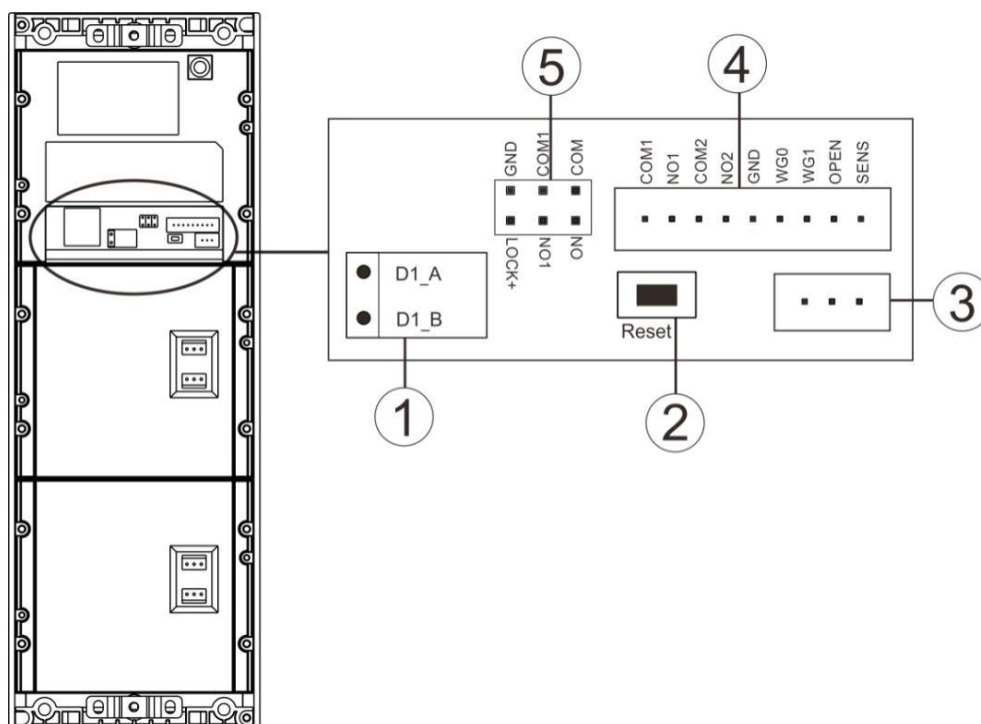 5
4
GND COM1 COM
LOCK+ NO1 NO
COM1 NO1 COM2 NO2 GND WG0 WG1 OPEN SENS
D1_A
D1_B
Reset
3
1
2